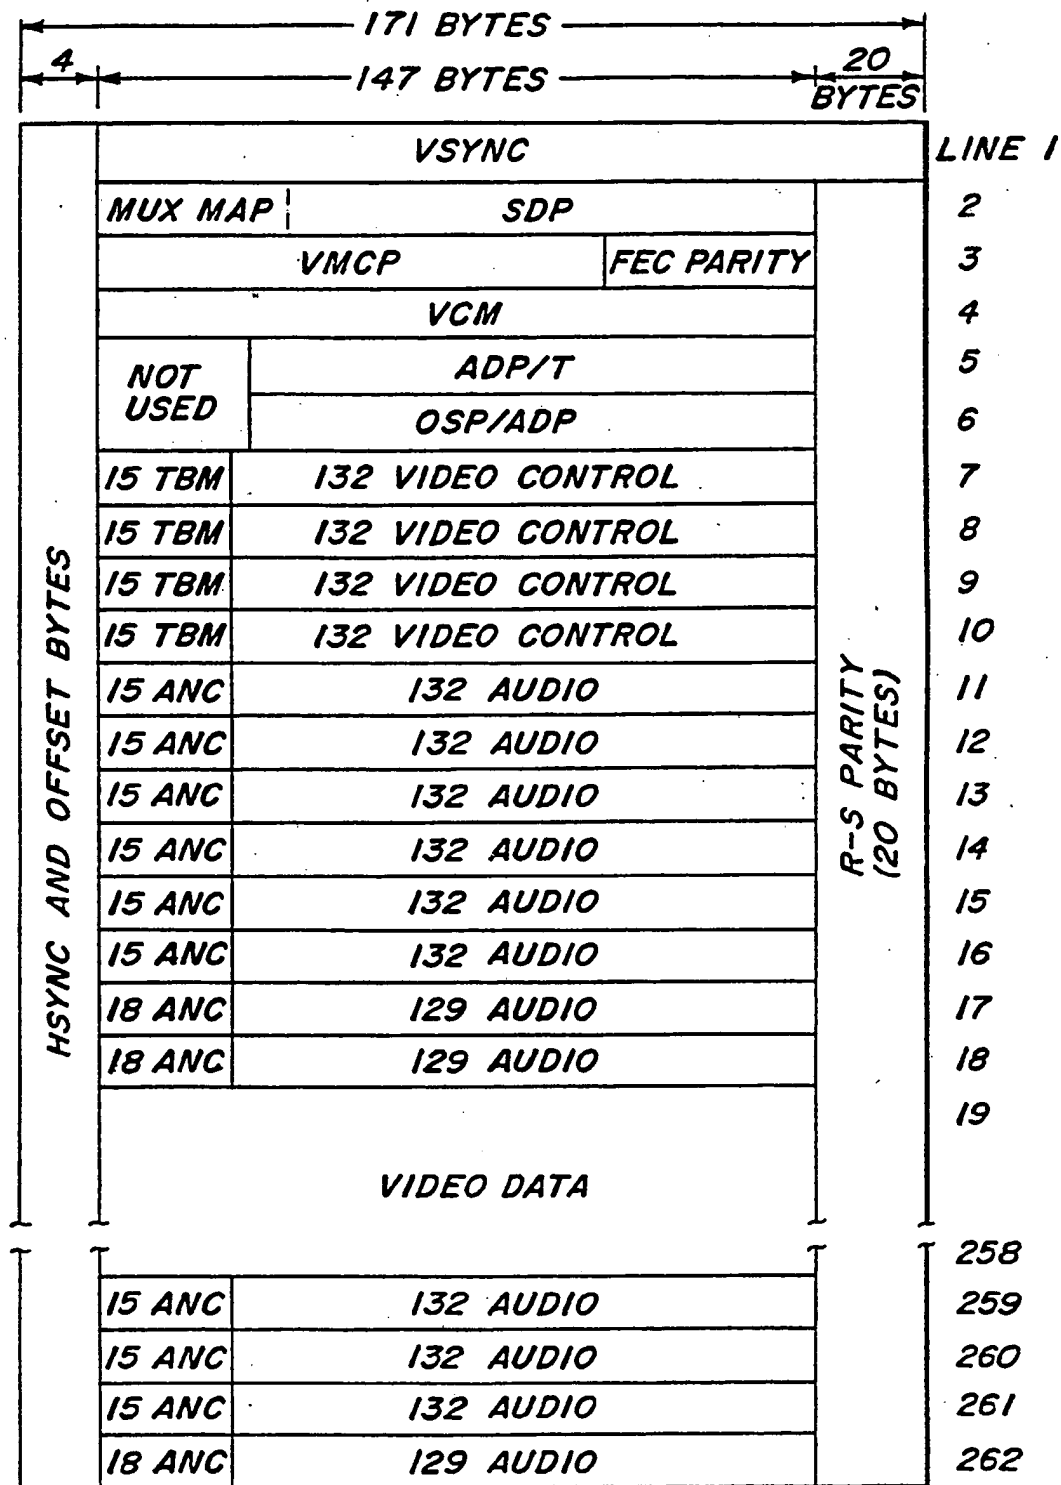 171 BYTES
4 147 BYTES 20 BYTES
VSYNC LINE 1
MUX MAP SDP 2
VMCP FEC PARITY 3
VCM 4
NOT USED
ADP/T 5
OSP/ADP 6
15 TBM 132 VIDEO CONTROL 7
15 TBM 132 VIDEO CONTROL 8
15 TBM 132 VIDEO CONTROL 9
15 TBM 132 VIDEO CONTROL 10
15 ANC 132 AUDIO 11
15 ANC 132 AUDIO 12
15 ANC 132 AUDIO 13
15 ANC 132 AUDIO 14
15 ANC 132 AUDIO 15
15 ANC 132 AUDIO 16
18 ANC 129 AUDIO 17
18 ANC 129 AUDIO 18
19
VIDEO DATA
258
15 ANC 132 AUDIO 259
15 ANC 132 AUDIO 260
15 ANC 132 AUDIO 261
18 ANC 129 AUDIO 262
HSYNC AND OFFSET BYTES
R-S PARITY
(20 BYTES)